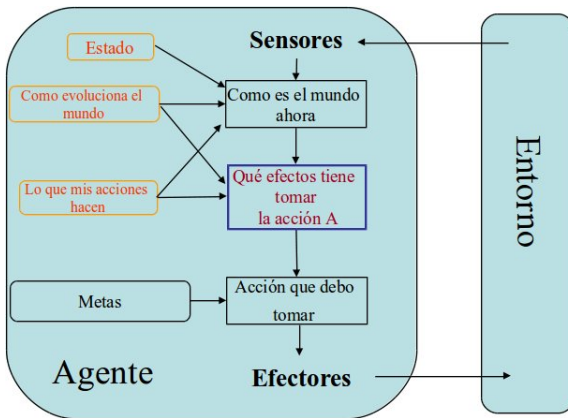 Sensores
Estado
Como es el mundo
ahora
Como evoluciona el
mundo
Qué efectos tiene
tomar
la acción A
Lo que mis acciones
hacen
Acción que debo
tomar
Metas
Agente
Efectores
Entorno